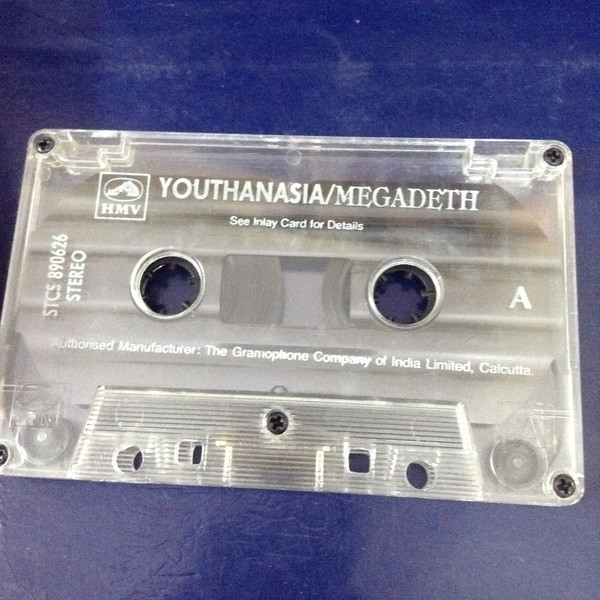 HMV
YOUTHANASIA/MEGADETH
See Inlay Card for Details
STCS 890626
STEREO
A
Authorised Manufacturer: The Gramophone Company of India Limited, Calcutta.